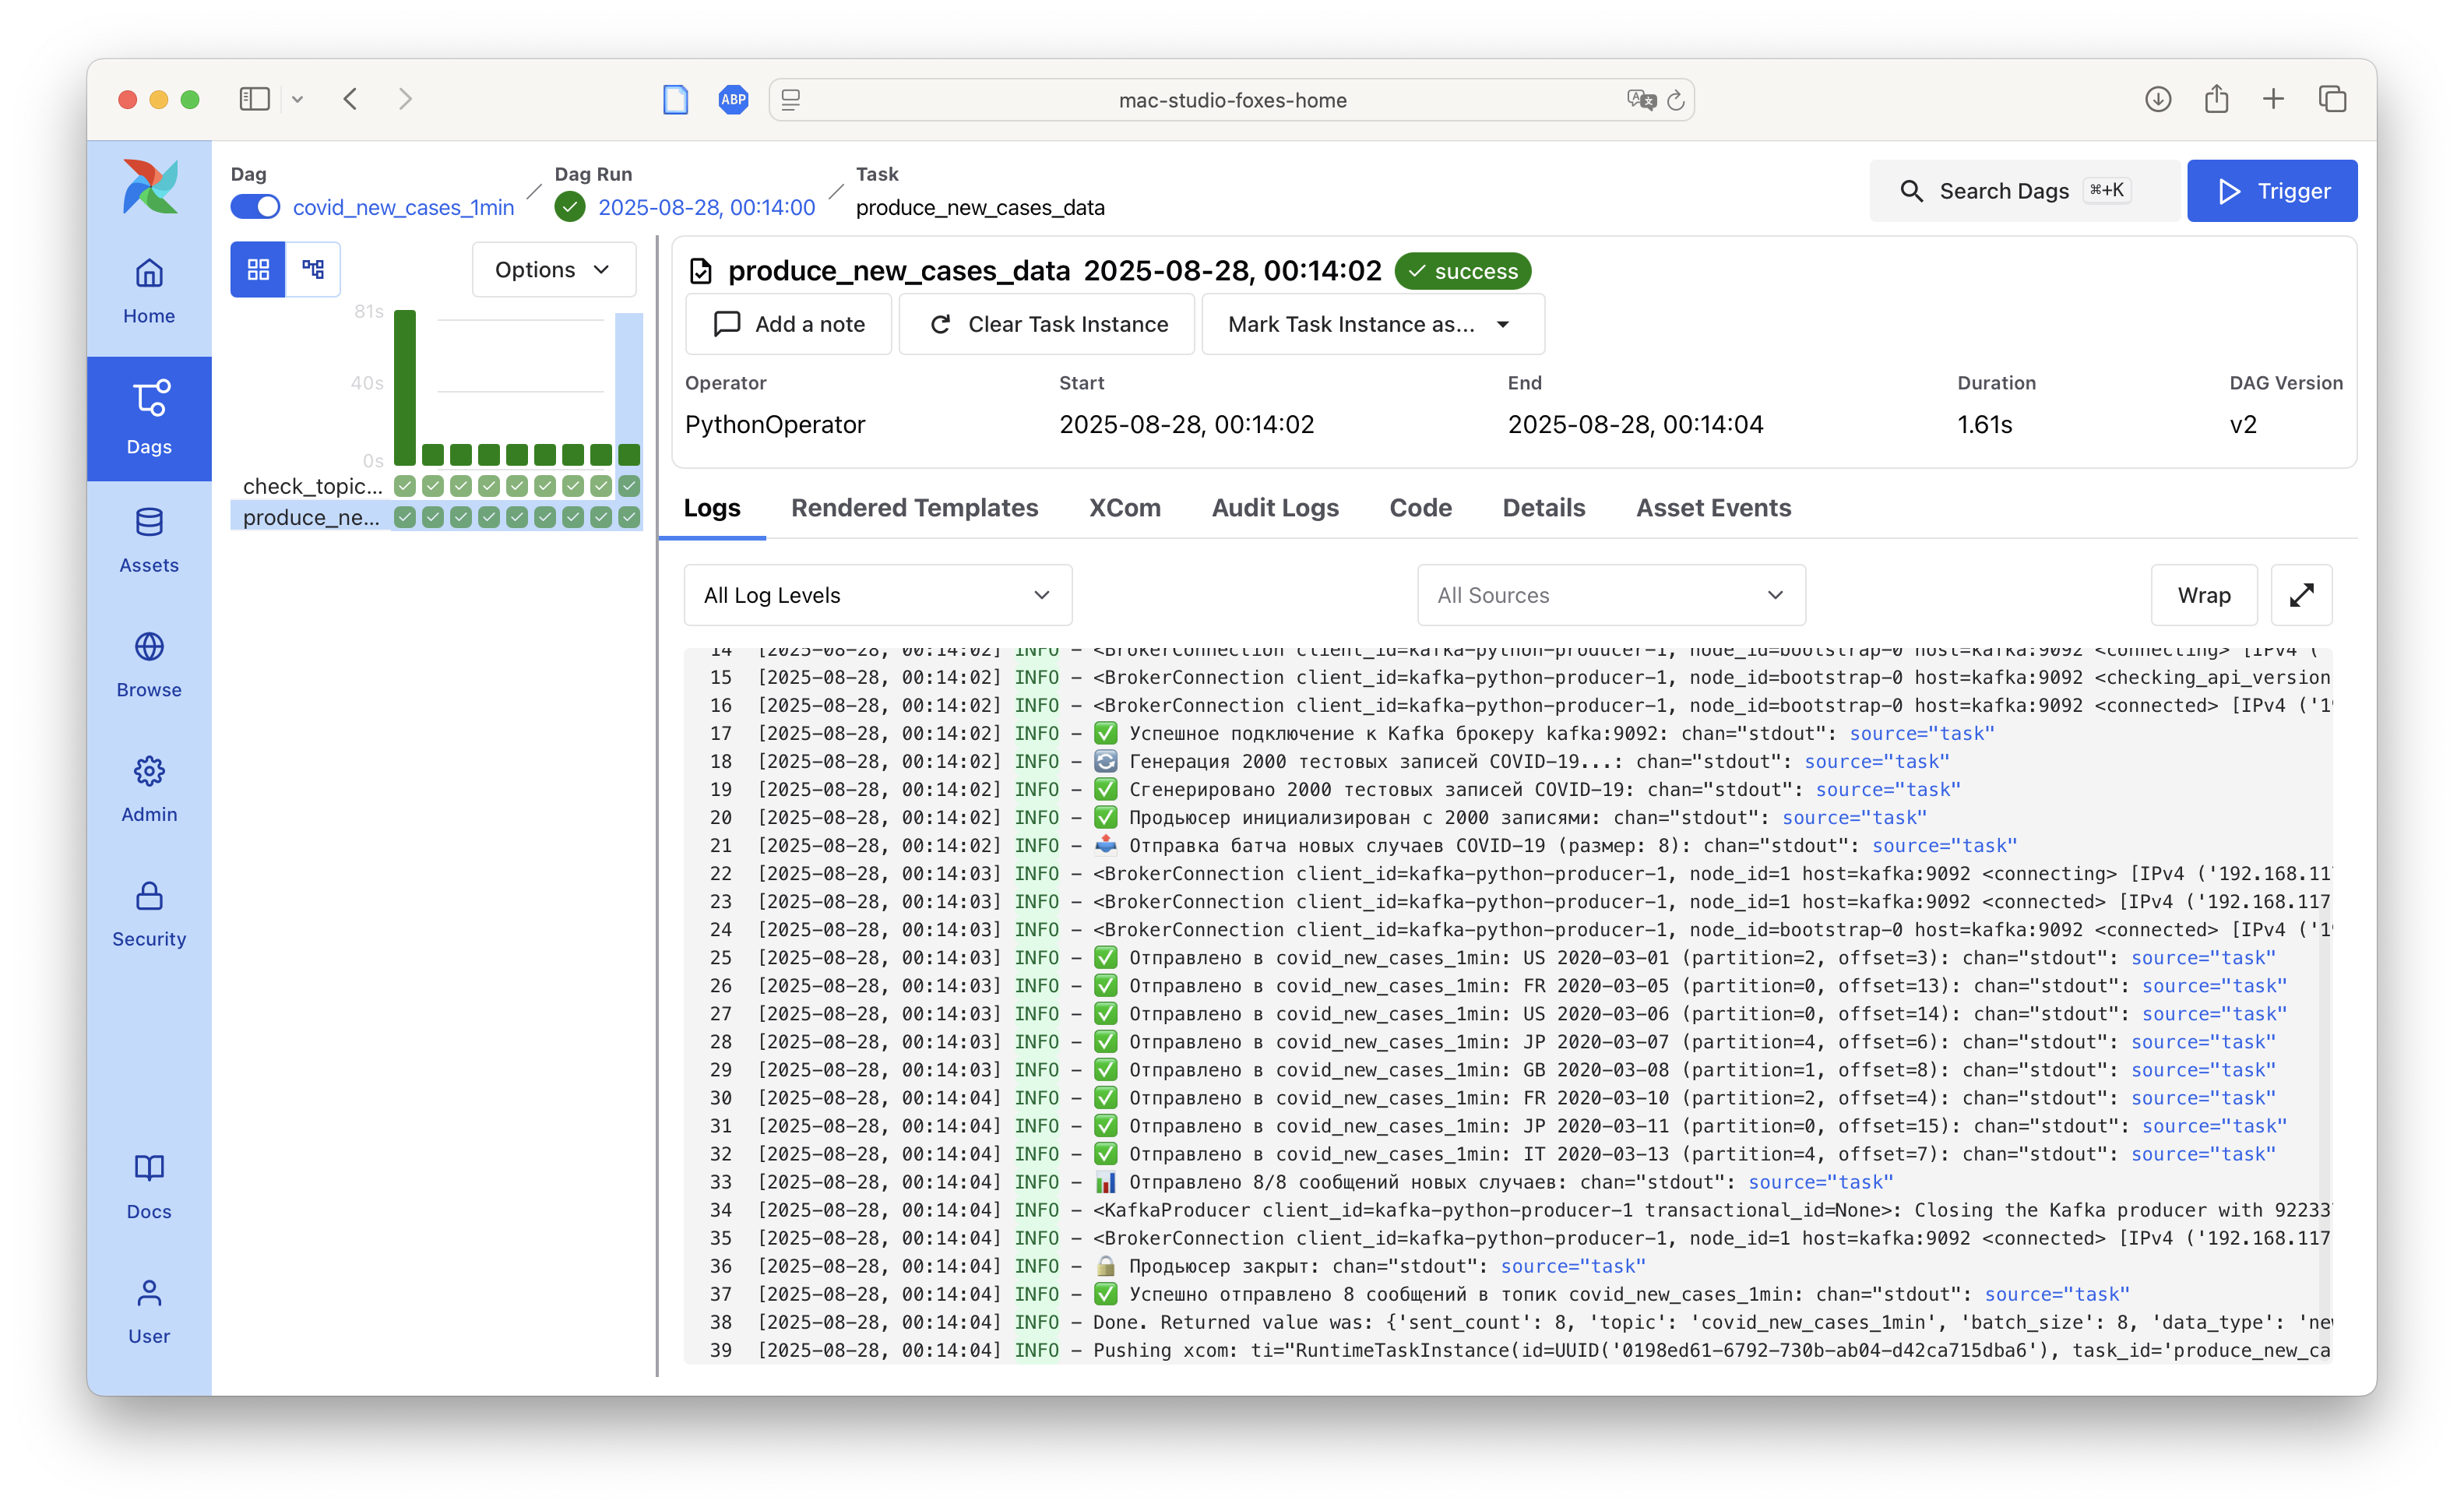 ABP
mac-studio-foxes-home
Dag
covid_new_cases_1min
Dag Run
2025-08-28, 00:14:00
Task
produce_new_cases_data
Search Dags ⌘+K
Trigger
Home
Dags
Assets
Browse
Admin
Security
Docs
User
Options
81s
40s
0s
check_topic...
produce_ne...
produce_new_cases_data 2025-08-28, 00:14:02 success
Add a note
Clear Task Instance
Mark Task Instance as...
Operator Start End Duration DAG Version
PythonOperator 2025-08-28, 00:14:02 2025-08-28, 00:14:04 1.61s v2
Logs Rendered Templates XCom Audit Logs Code Details Asset Events
All Log Levels
All Sources
Wrap
14 [2025-08-28, 00:14:02] INFO - <BrokerConnection client_id=kafka-python-producer-1, node_id=bootstrap-0 host=kafka:9092 <connecting> [IPv4 (
15 [2025-08-28, 00:14:02] INFO - <BrokerConnection client_id=kafka-python-producer-1, node_id=bootstrap-0 host=kafka:9092 <checking_api_version
16 [2025-08-28, 00:14:02] INFO - <BrokerConnection client_id=kafka-python-producer-1, node_id=bootstrap-0 host=kafka:9092 <connected> [IPv4 ('19
17 [2025-08-28, 00:14:02] INFO - ✅ Успешное подключение к Kafka брокеру kafka:9092: chan="stdout": source="task"
18 [2025-08-28, 00:14:02] INFO - 🔄 Генерация 2000 тестовых записей COVID-19...: chan="stdout": source="task"
19 [2025-08-28, 00:14:02] INFO - ✅ Сгенерировано 2000 тестовых записей COVID-19: chan="stdout": source="task"
20 [2025-08-28, 00:14:02] INFO - ✅ Продьюсер инициализирован с 2000 записями: chan="stdout": source="task"
21 [2025-08-28, 00:14:02] INFO - 📤 Отправка батча новых случаев COVID-19 (размер: 8): chan="stdout": source="task"
22 [2025-08-28, 00:14:03] INFO - <BrokerConnection client_id=kafka-python-producer-1, node_id=1 host=kafka:9092 <connecting> [IPv4 ('192.168.117
23 [2025-08-28, 00:14:03] INFO - <BrokerConnection client_id=kafka-python-producer-1, node_id=1 host=kafka:9092 <connected> [IPv4 ('192.168.117
24 [2025-08-28, 00:14:03] INFO - <BrokerConnection client_id=kafka-python-producer-1, node_id=bootstrap-0 host=kafka:9092 <connected> [IPv4 ('19
25 [2025-08-28, 00:14:03] INFO - ✅ Отправлено в covid_new_cases_1min: US 2020-03-01 (partition=2, offset=3): chan="stdout": source="task"
26 [2025-08-28, 00:14:03] INFO - ✅ Отправлено в covid_new_cases_1min: FR 2020-03-05 (partition=0, offset=13): chan="stdout": source="task"
27 [2025-08-28, 00:14:03] INFO - ✅ Отправлено в covid_new_cases_1min: US 2020-03-06 (partition=0, offset=14): chan="stdout": source="task"
28 [2025-08-28, 00:14:03] INFO - ✅ Отправлено в covid_new_cases_1min: JP 2020-03-07 (partition=4, offset=6): chan="stdout": source="task"
29 [2025-08-28, 00:14:03] INFO - ✅ Отправлено в covid_new_cases_1min: GB 2020-03-08 (partition=1, offset=8): chan="stdout": source="task"
30 [2025-08-28, 00:14:04] INFO - ✅ Отправлено в covid_new_cases_1min: FR 2020-03-10 (partition=2, offset=4): chan="stdout": source="task"
31 [2025-08-28, 00:14:04] INFO - ✅ Отправлено в covid_new_cases_1min: JP 2020-03-11 (partition=0, offset=15): chan="stdout": source="task"
32 [2025-08-28, 00:14:04] INFO - ✅ Отправлено в covid_new_cases_1min: IT 2020-03-13 (partition=4, offset=7): chan="stdout": source="task"
33 [2025-08-28, 00:14:04] INFO - 📊 Отправлено 8/8 сообщений новых случаев: chan="stdout": source="task"
34 [2025-08-28, 00:14:04] INFO - <KafkaProducer client_id=kafka-python-producer-1 transactional_id=None>: Closing the Kafka producer with 92233
35 [2025-08-28, 00:14:04] INFO - <BrokerConnection client_id=kafka-python-producer-1, node_id=1 host=kafka:9092 <connected> [IPv4 ('192.168.117
36 [2025-08-28, 00:14:04] INFO - 🔒 Продьюсер закрыт: chan="stdout": source="task"
37 [2025-08-28, 00:14:04] INFO - ✅ Успешно отправлено 8 сообщений в топик covid_new_cases_1min: chan="stdout": source="task"
38 [2025-08-28, 00:14:04] INFO - Done. Returned value was: {'sent_count': 8, 'topic': 'covid_new_cases_1min', 'batch_size': 8, 'data_type': 'new
39 [2025-08-28, 00:14:04] INFO - Pushing xcom: ti="RuntimeTaskInstance(id=UUID('0198ed61-6792-730b-ab04-d42ca715dba6'), task_id='produce_new_ca